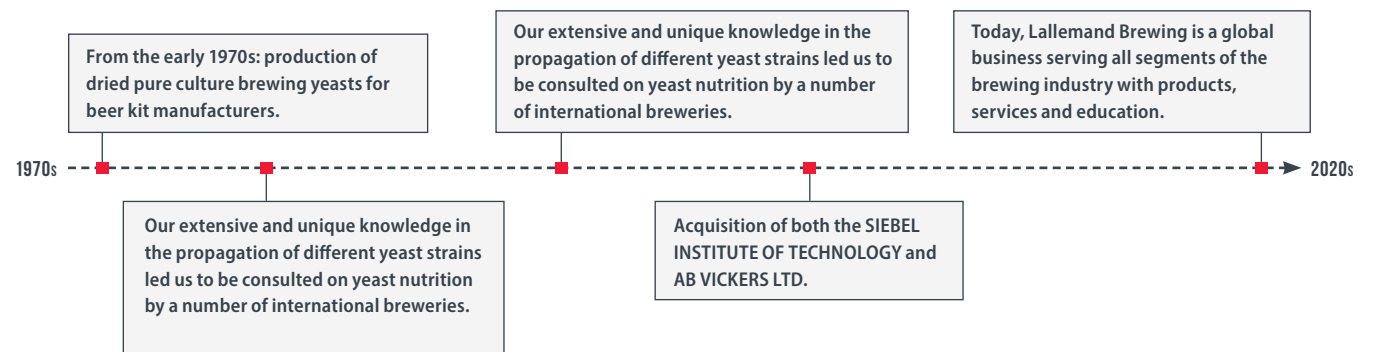 From the early 1970s: production of
dried pure culture brewing yeasts for
beer kit manufacturers.
Our extensive and unique knowledge in the
propagation of different yeast strains led us to
be consulted on yeast nutrition by a number
of international breweries.
Today, Lallemand Brewing is a global
business serving all segments of the
brewing industry with products,
services and education.
1970s
2020s
Our extensive and unique knowledge in
the propagation of different yeast strains
led us to be consulted on yeast nutrition
by a number of international breweries.
Acquisition of both the SIEBEL
INSTITUTE OF TECHNOLOGY and
AB VICKERS LTD.